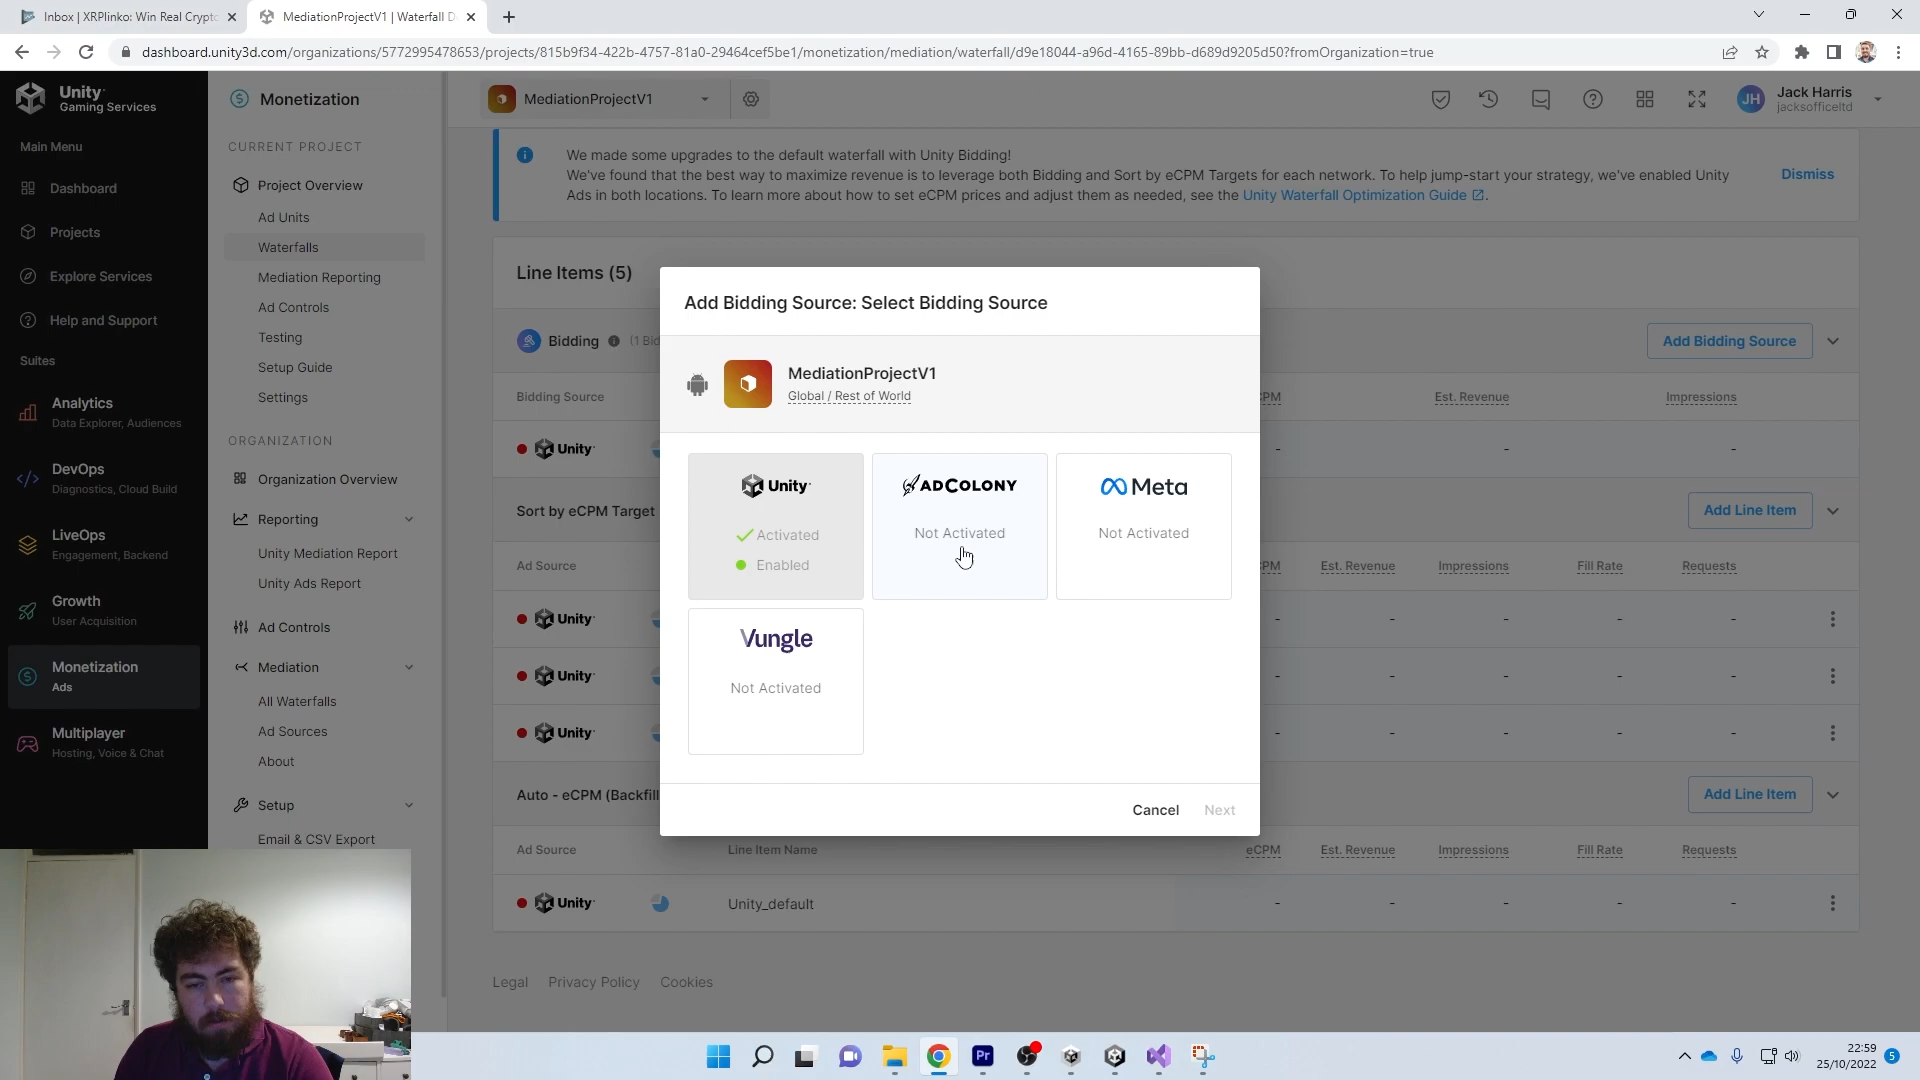 Inbox | XRPlinko: Win Real Crypto
MediationProjectV1 | Waterfall D
dashboard.unity3d.com/organizations/5772995478653/projects/815b9f34-422b-4757-81a0-29464cef5be1/monetization/mediation/waterfall/d9e18044-a96d-4165-89bb-d689d9205d50?fromOrganization=true
Unity
Gaming Services
Main Menu
Dashboard
Projects
Explore Services
Help and Support
Suites
Analytics
Data Explorer, Audiences
DevOps
Diagnostics, Cloud Build
LiveOps
Engagement, Backend
Growth
User Acquisition
Monetization
Ads
Multiplayer
Hosting, Voice & Chat
Monetization
CURRENT PROJECT
Project Overview
Ad Units
Waterfalls
Mediation Reporting
Ad Controls
Testing
Setup Guide
Settings
ORGANIZATION
Organization Overview
Reporting
Unity Mediation Report
Unity Ads Report
Ad Controls
Mediation
All Waterfalls
Ad Sources
About
Setup
Email & CSV Export
MediationProjectV1
JH
Jack Harris
jacksofficeltd
We made some upgrades to the default waterfall with Unity Bidding!
We've found that the best way to maximize revenue is to leverage both Bidding and Sort by eCPM Targets for each network. To help jump-start your strategy, we've enabled Unity
Ads in both locations. To learn more about how to set eCPM prices and adjust them as needed, see the Unity Waterfall Optimization Guide.
Dismiss
Line Items (5)
Bidding (1 Bid
Add Bidding Source
Bidding Source
CPM Est. Revenue Impressions
Unity - - -
Sort by eCPM Target
Add Line Item
Ad Source
CPM Est. Revenue Impressions Fill Rate Requests
Unity - - - - -
Unity - - - - -
Unity - - - - -
Auto - eCPM (Backfill
Add Line Item
Ad Source Line Item Name eCPM Est. Revenue Impressions Fill Rate Requests
Unity Unity_default - - - - -
Legal Privacy Policy Cookies
Add Bidding Source: Select Bidding Source
MediationProjectV1
Global / Rest of World
Unity
Activated
Enabled
ADCOLONY
Not Activated
Meta
Not Activated
Vungle
Not Activated
Cancel Next
Pr
22:59
25/10/2022
5